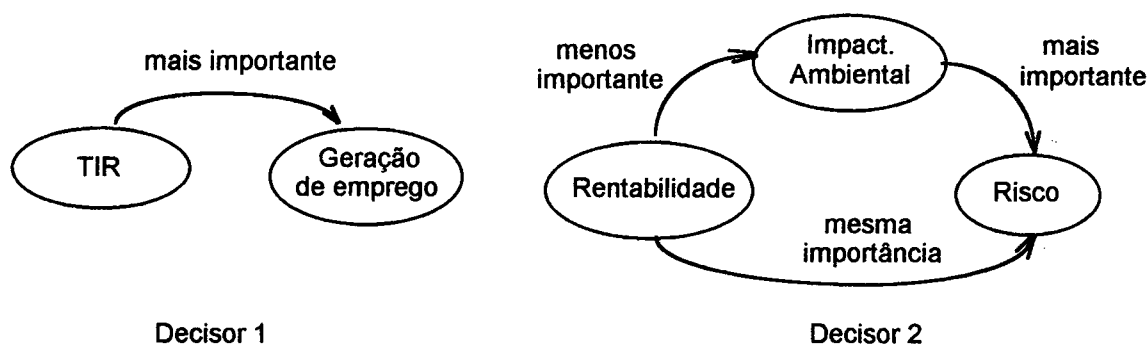 mais importante
TIR
Geração
de emprego
Decisor 1
menos
importante
Impact.
Ambiental
mais
importante
Rentabilidade
Risco
mesma
importância
Decisor 2